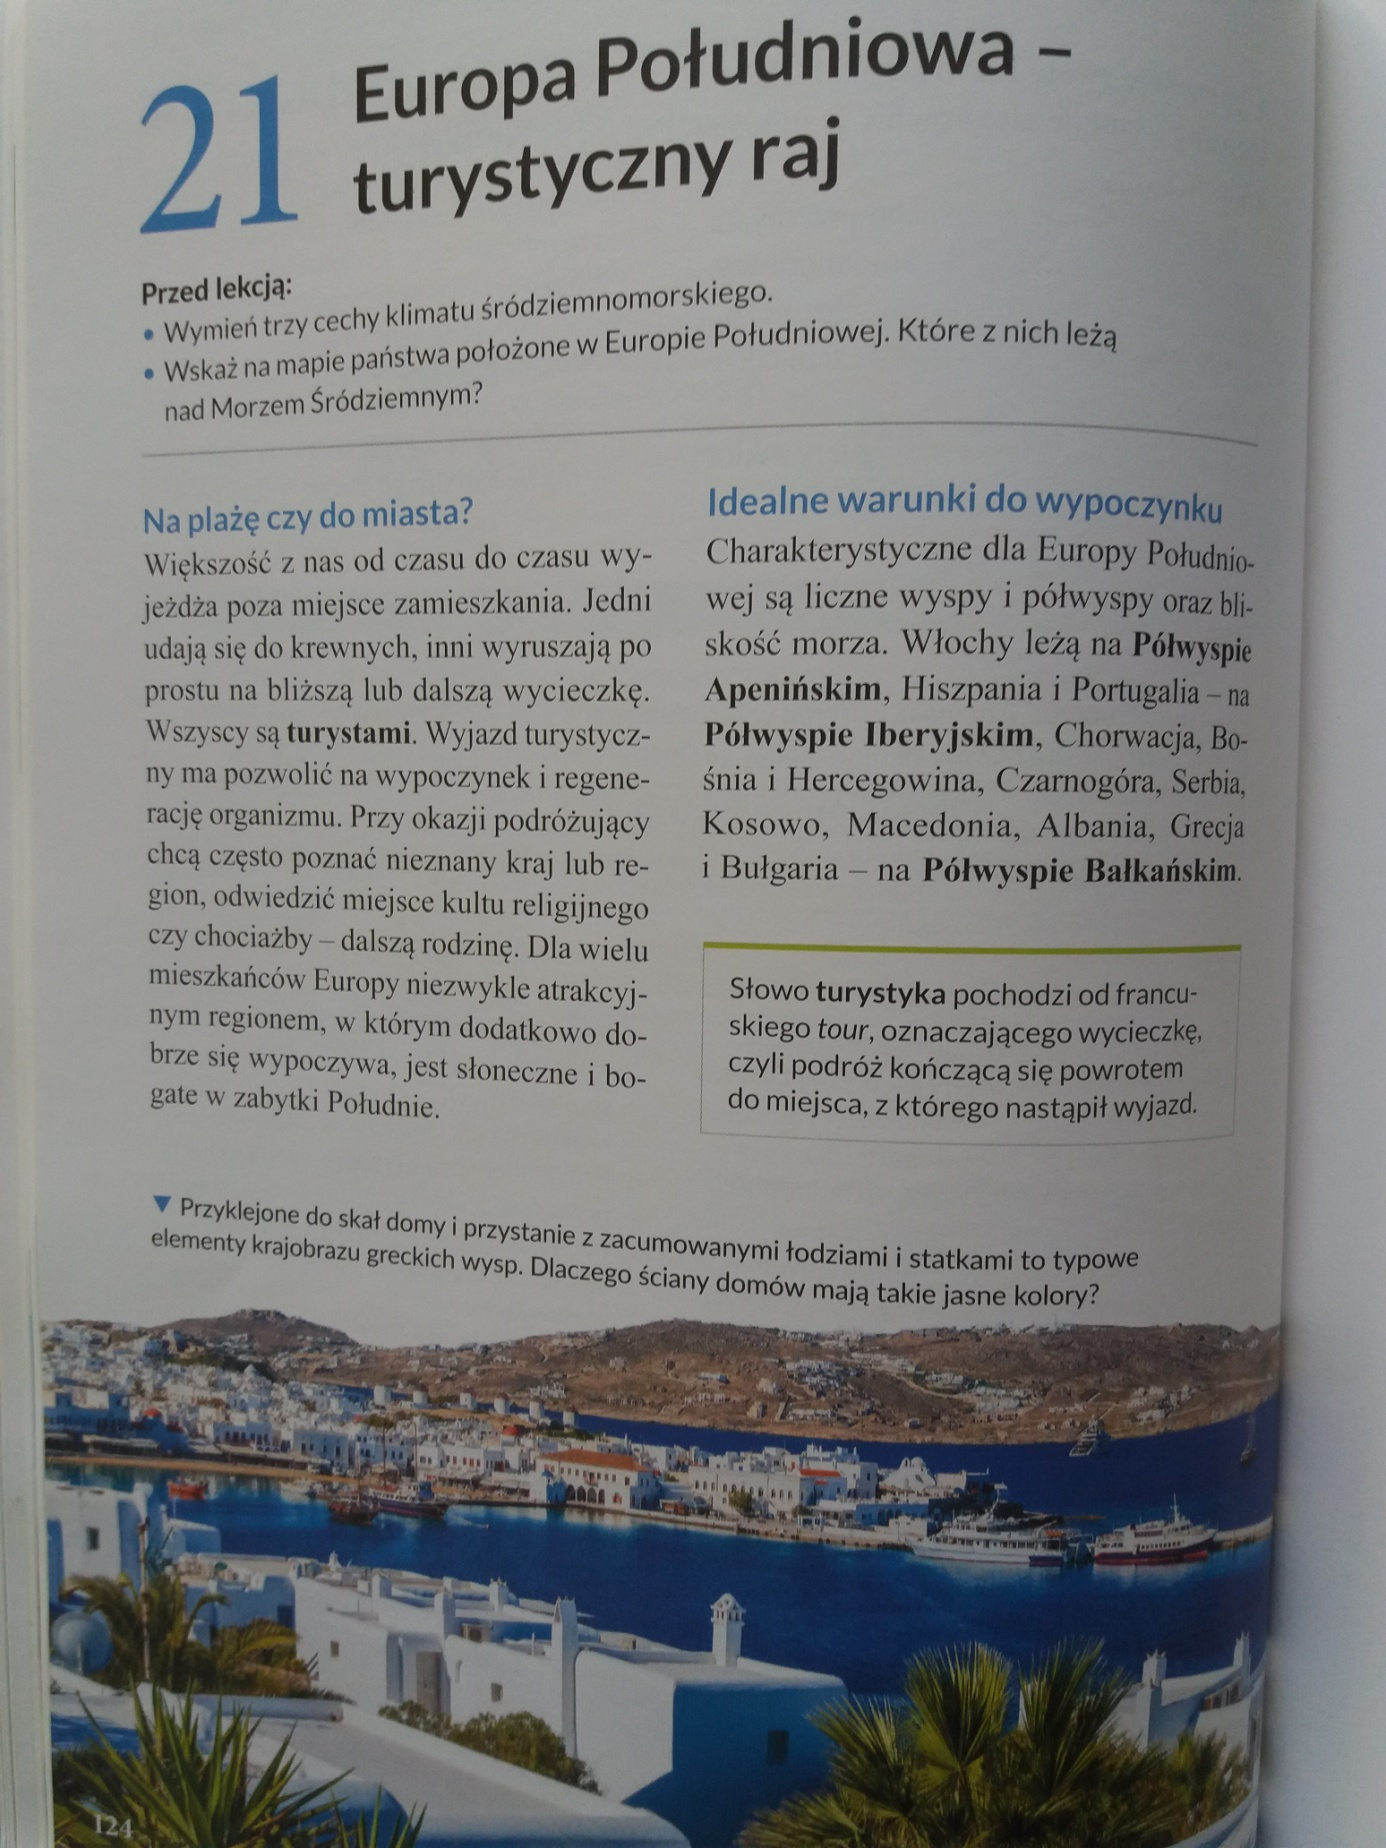 21
Europa Południowa –
turystyczny raj
Przed lekcją:
• Wymień trzy cechy klimatu śródziemnomorskiego.
• Wskaż na mapie państwa położone w Europie Południowej. Które z nich leżą
nad Morzem Śródziemnym?
Na plażę czy do miasta?
Większość z nas od czasu do czasu wy-
jeżdża poza miejsce zamieszkania. Jedni
udają się do krewnych, inni wyruszają po
prostu na bliższą lub dalszą wycieczkę.
Wszyscy są turystami. Wyjazd turystycz-
ny ma pozwolić na wypoczynek i regene-
rację organizmu. Przy okazji podróżujący
chcą często poznać nieznany kraj lub re-
gion, odwiedzić miejsce kultu religijnego
czy chociażby – dalszą rodzinę. Dla wielu
mieszkańców Europy niezwykle atrakcyj-
nym regionem, w którym dodatkowo do-
brze się wypoczywa, jest słoneczne i bo-
gate w zabytki Południe.
Idealne warunki do wypoczynku
Charakterystyczne dla Europy Południo-
wej są liczne wyspy i półwyspy oraz bli-
skość morza. Włochy leżą na Półwyspie
Apenińskim, Hiszpania i Portugalia – na
Półwyspie Iberyjskim, Chorwacja, Bo-
śnia i Hercegowina, Czarnogóra, Serbia,
Kosowo, Macedonia, Albania, Grecja
i Bułgaria – na Półwyspie Bałkańskim.
Słowo turystyka pochodzi od francu-
skiego tour, oznaczającego wycieczkę,
czyli podróż kończącą się powrotem
do miejsca, z którego nastąpił wyjazd.
▼ Przyklejone do skał domy i przystanie z zacumowanymi łodziami i statkami to typowe
elementy krajobrazu greckich wysp. Dlaczego ściany domów mają takie jasne kolory?
124